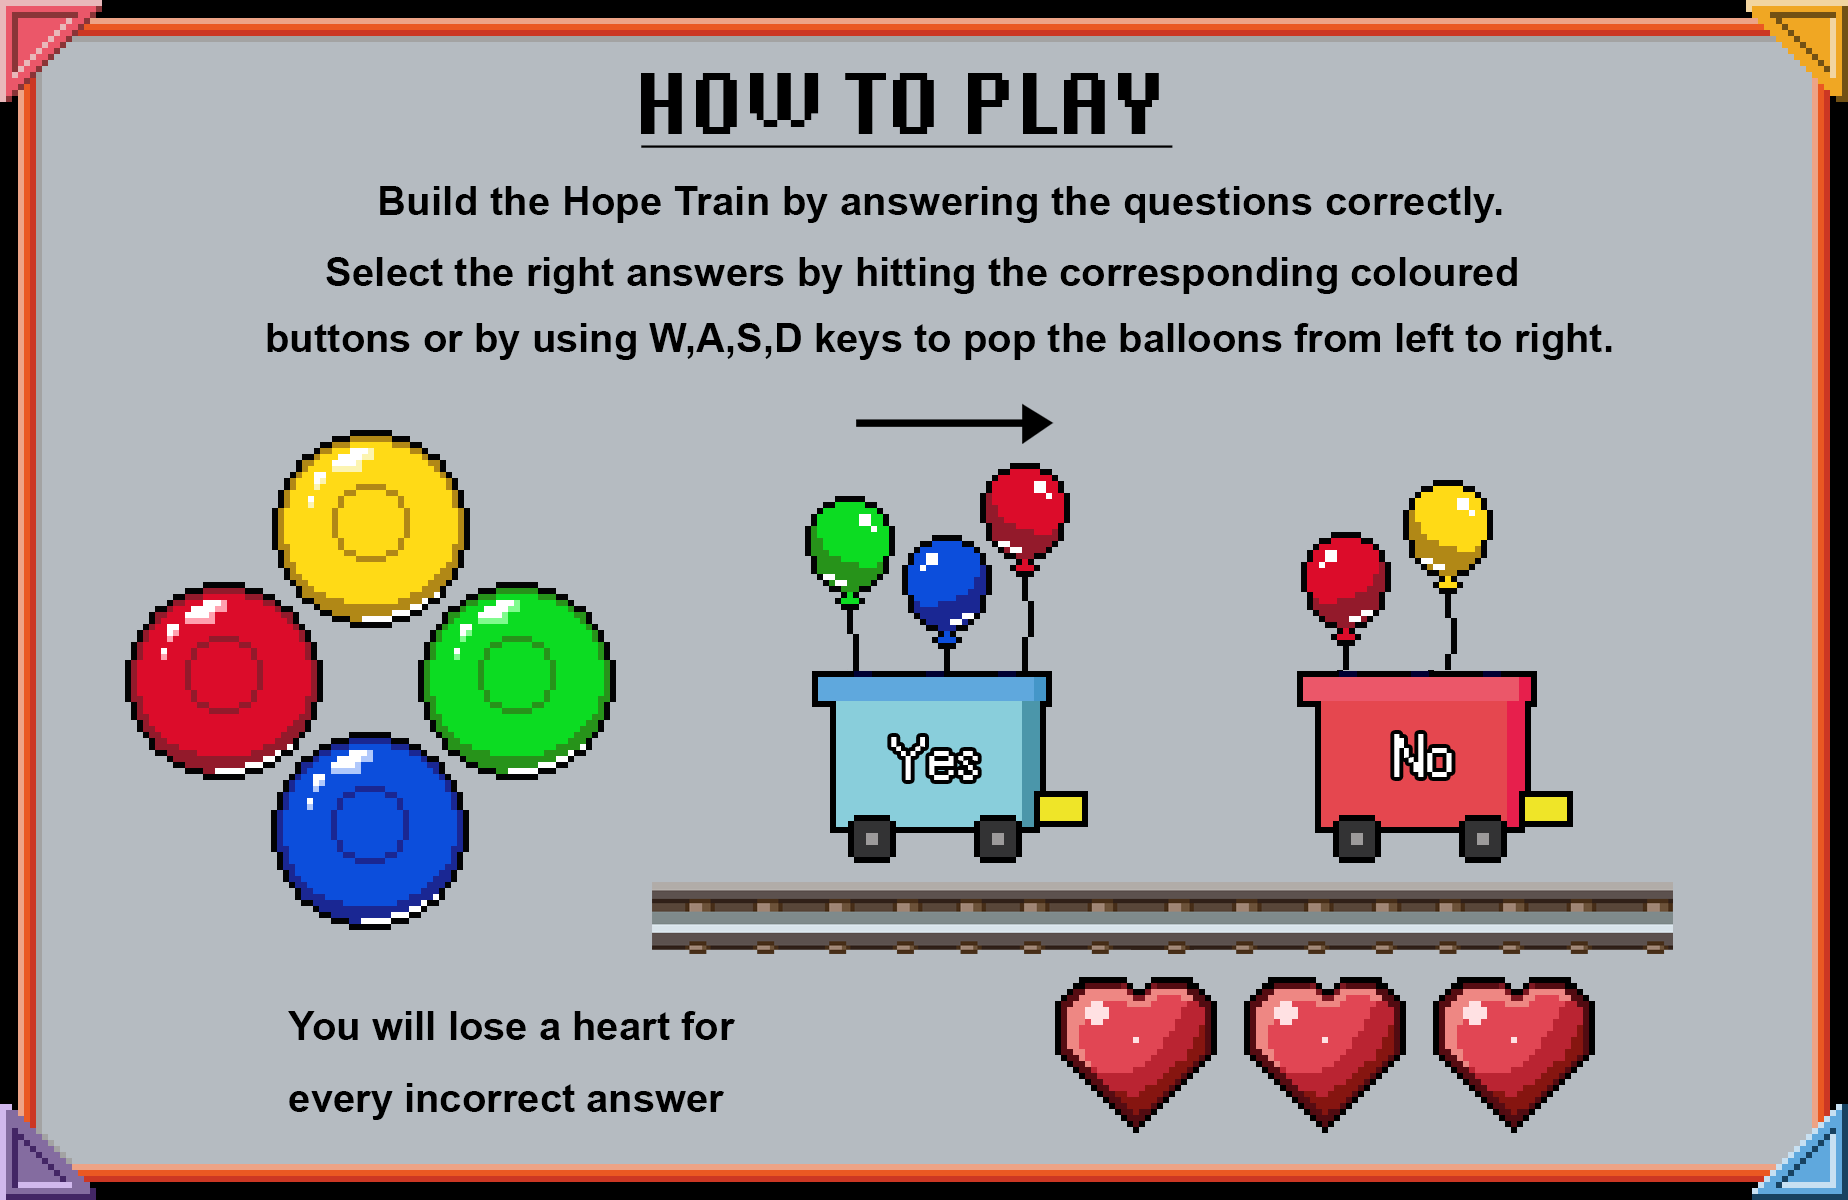 HOW TO PLAY
Build the Hope Train by answering the questions correctly.
Select the right answers by hitting the corresponding coloured
buttons or by using W,A,S,D keys to pop the balloons from left to right.
Yes
No
You will lose a heart for
every incorrect answer